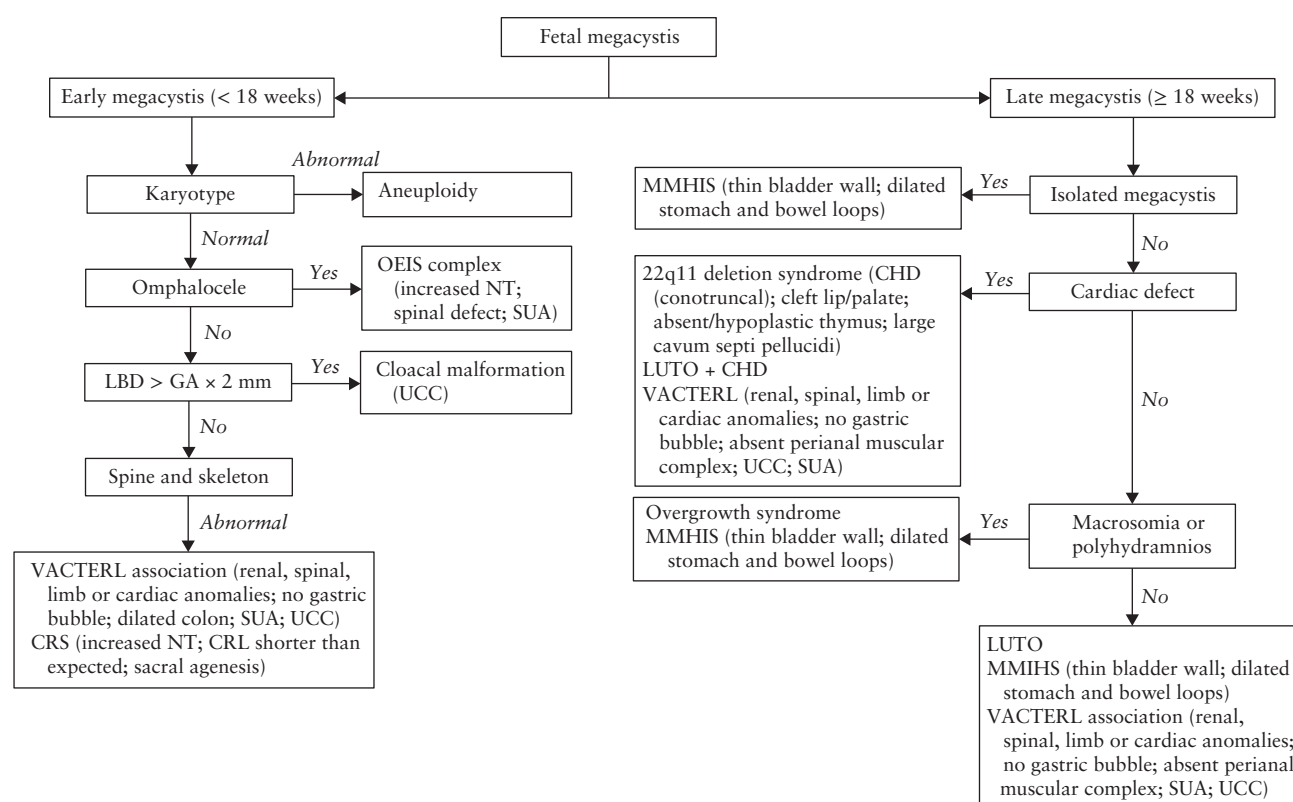 Fetal megacystis
Early megacystis (< 18 weeks)
Late megacystis (≥ 18 weeks)
Abnormal
Karyotype
Aneuploidy
Normal
Omphalocele
Yes
OEIS complex
(increased NT;
spinal defect; SUA)
No
LBD > GA × 2 mm
Yes
Cloacal malformation
(UCC)
No
Spine and skeleton
Abnormal
VACTERL association (renal, spinal,
limb or cardiac anomalies; no gastric
bubble; dilated colon; SUA; UCC)
CRS (increased NT; CRL shorter than
expected; sacral agenesis)
MMHIS (thin bladder wall; dilated
stomach and bowel loops)
Yes
Isolated megacystis
No
22q11 deletion syndrome (CHD
(conotruncal); cleft lip/palate;
absent/hypoplastic thymus; large
cavum septi pellucidi)
LUTO + CHD
VACTERL (renal, spinal, limb or
cardiac anomalies; no gastric
bubble; absent perianal muscular
complex; UCC; SUA)
Yes
Cardiac defect
No
Overgrowth syndrome
MMHIS (thin bladder wall; dilated
stomach and bowel loops)
Yes
Macrosomia or
polyhydramnios
No
LUTO
MMIHS (thin bladder wall; dilated
stomach and bowel loops)
VACTERL association (renal,
spinal, limb or cardiac anomalies;
no gastric bubble; absent perianal
muscular complex; SUA; UCC)